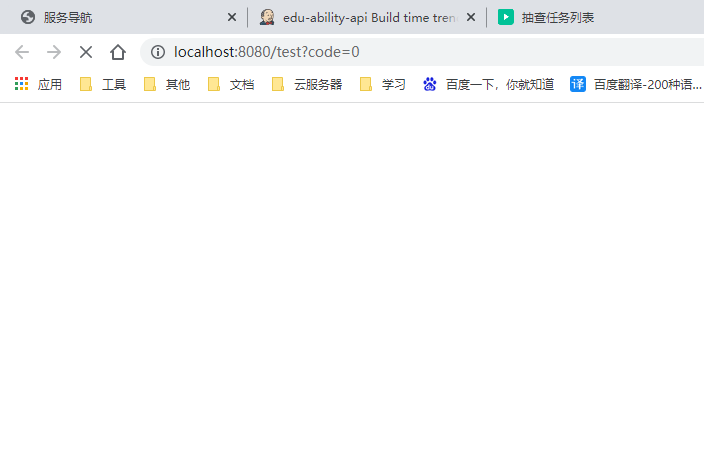 服务导航 edu-ability-api Build time tren 抽查任务列表
localhost:8080/test?code=0
应用 工具 其他 文档 云服务器 学习 百度一下，你就知道 译 百度翻译-200种语...